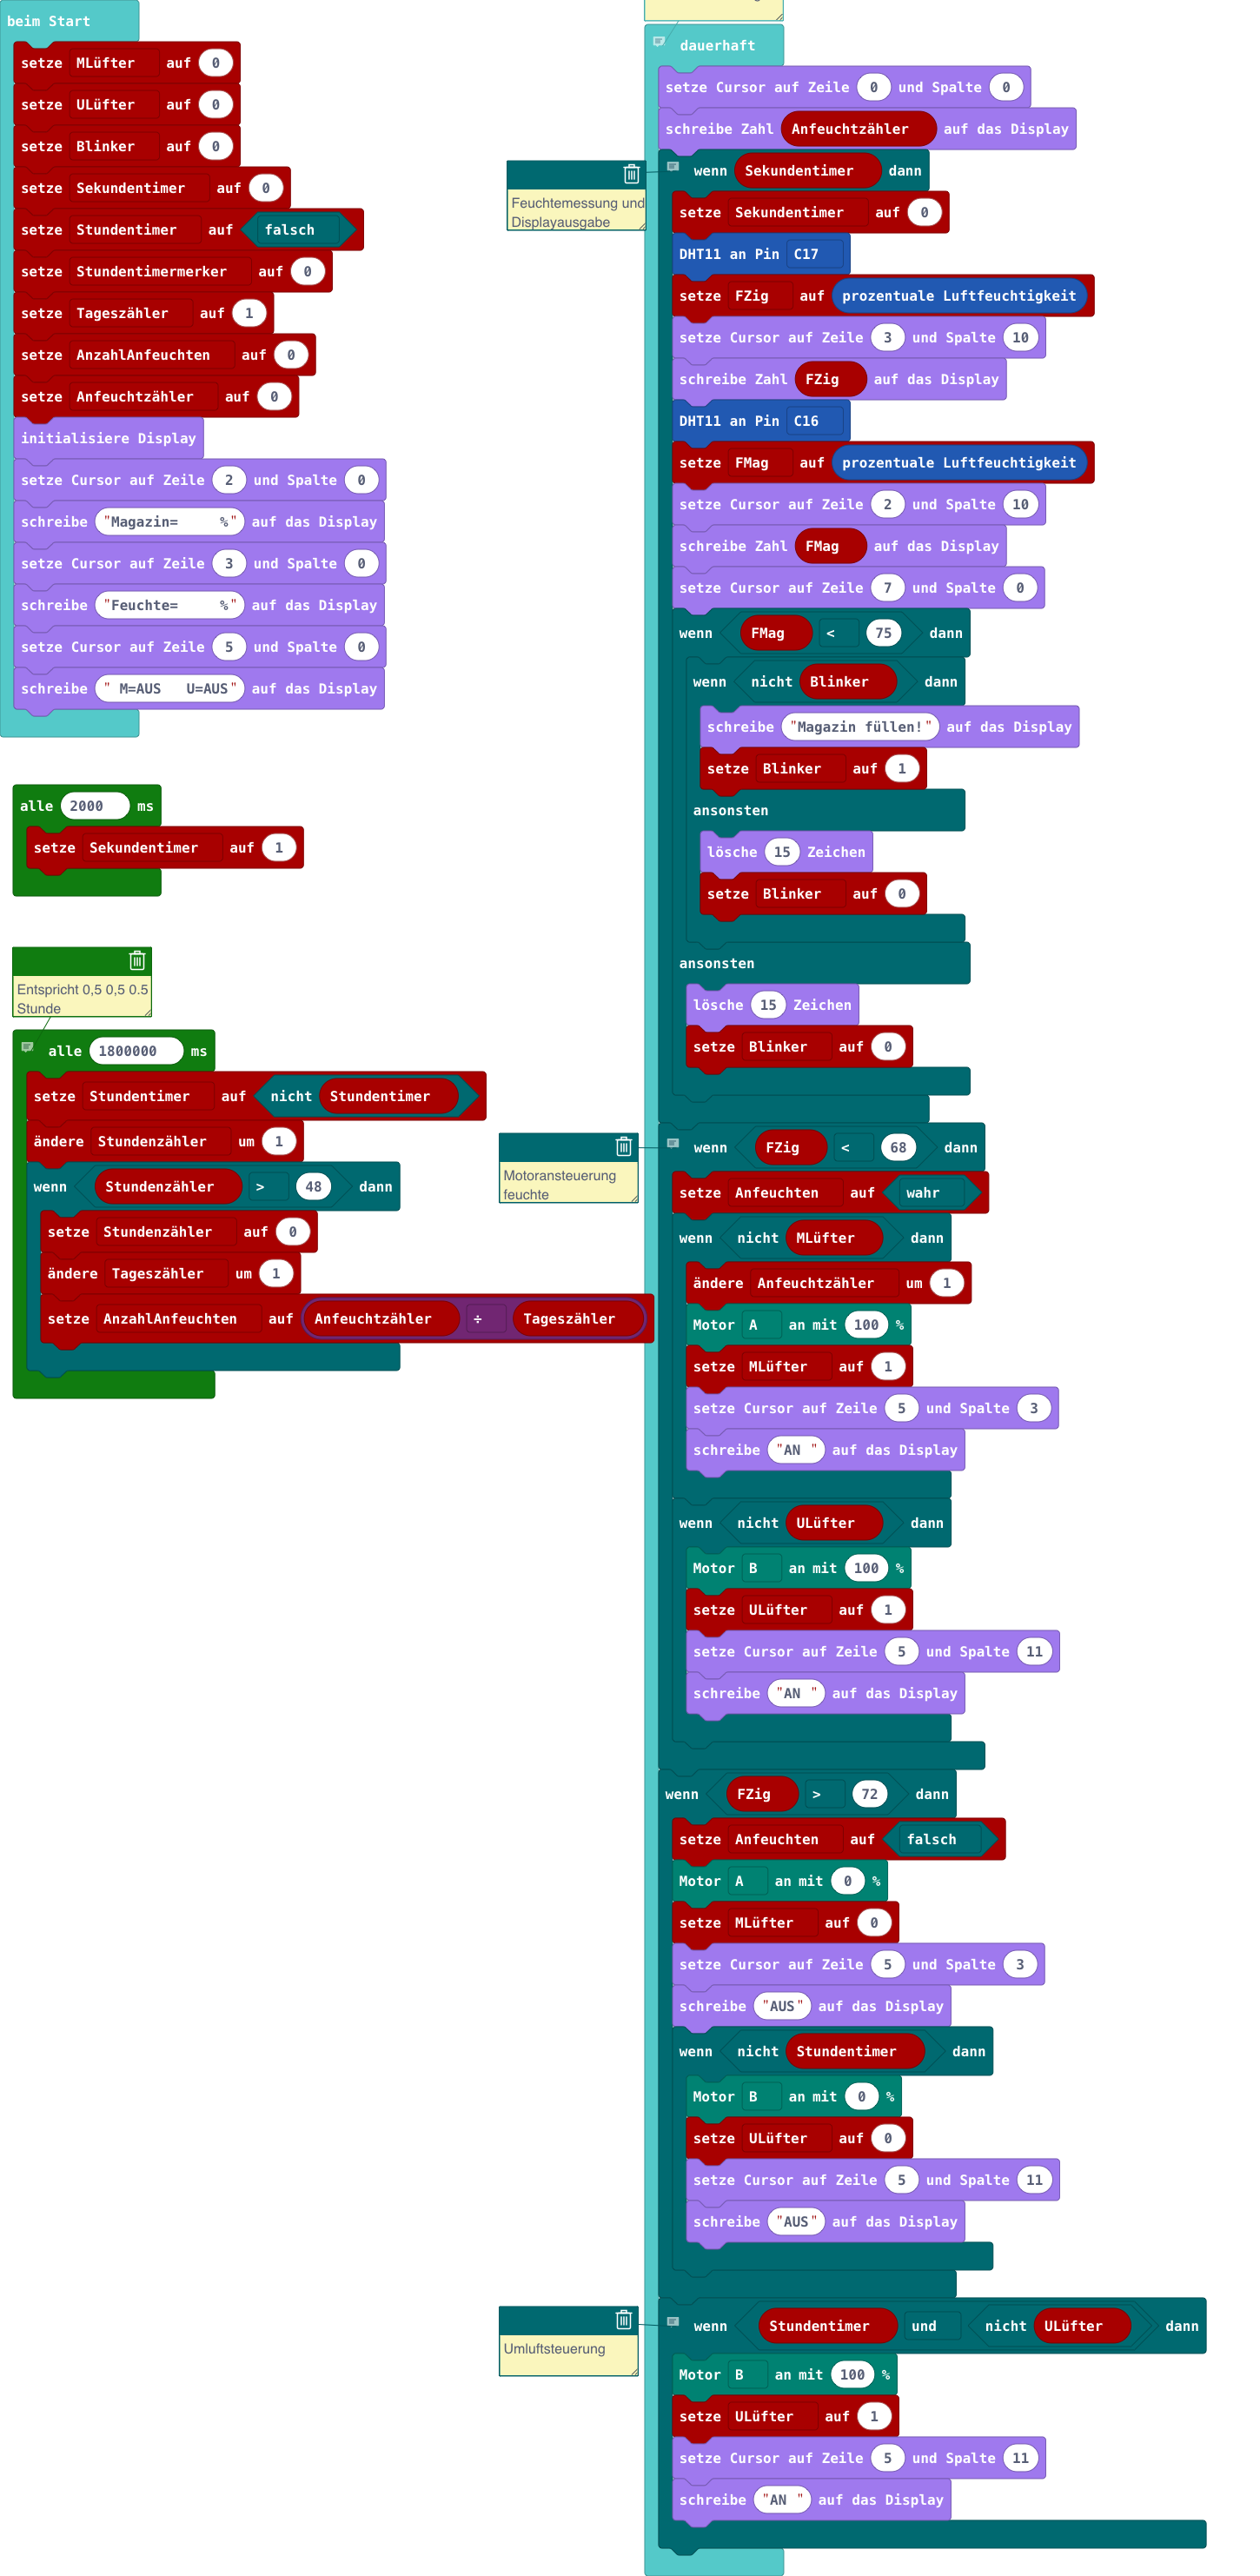 beim Start
setze MLüfter auf 0
setze ULüfter auf 0
setze Blinker auf 0
setze Sekundentimer auf 0
setze Stundentimer auf falsch
setze Stundentimermerker auf 0
setze Tageszähler auf 1
setze AnzahlAnfeuchten auf 0
setze Anfeuchtzähler auf 0
initialisiere Display
setze Cursor auf Zeile 2 und Spalte 0
schreibe "Magazin=     %" auf das Display
setze Cursor auf Zeile 3 und Spalte 0
schreibe "Feuchte=     %" auf das Display
setze Cursor auf Zeile 5 und Spalte 0
schreibe " M=AUS   U=AUS" auf das Display
alle 2000 ms
setze Sekundentimer auf 1
Entspricht 0,5 0,5 0.5
Stunde
alle 1800000 ms
setze Stundentimer auf nicht Stundentimer
ändere Stundenzähler um 1
wenn Stundenzähler > 48 dann
setze Stundenzähler auf 0
ändere Tageszähler um 1
setze AnzahlAnfeuchten auf Anfeuchtzähler ÷ Tageszähler
dauerhaft
setze Cursor auf Zeile 0 und Spalte 0
schreibe Zahl Anfeuchtzähler auf das Display
Feuchtemessung und
Displayausgabe
wenn Sekundentimer dann
setze Sekundentimer auf 0
DHT11 an Pin C17
setze FZig auf prozentuale Luftfeuchtigkeit
setze Cursor auf Zeile 3 und Spalte 10
schreibe Zahl FZig auf das Display
DHT11 an Pin C16
setze FMag auf prozentuale Luftfeuchtigkeit
setze Cursor auf Zeile 2 und Spalte 10
schreibe Zahl FMag auf das Display
setze Cursor auf Zeile 7 und Spalte 0
wenn FMag < 75 dann
wenn nicht Blinker dann
schreibe "Magazin füllen!" auf das Display
setze Blinker auf 1
ansonsten
lösche 15 Zeichen
setze Blinker auf 0
ansonsten
lösche 15 Zeichen
setze Blinker auf 0
Motoransteuerung
feuchte
wenn FZig < 68 dann
setze Anfeuchten auf wahr
wenn nicht MLüfter dann
ändere Anfeuchtzähler um 1
Motor A an mit 100 %
setze MLüfter auf 1
setze Cursor auf Zeile 5 und Spalte 3
schreibe "AN " auf das Display
wenn nicht ULüfter dann
Motor B an mit 100 %
setze ULüfter auf 1
setze Cursor auf Zeile 5 und Spalte 11
schreibe "AN " auf das Display
wenn FZig > 72 dann
setze Anfeuchten auf falsch
Motor A an mit 0 %
setze MLüfter auf 0
setze Cursor auf Zeile 5 und Spalte 3
schreibe "AUS" auf das Display
wenn nicht Stundentimer dann
Motor B an mit 0 %
setze ULüfter auf 0
setze Cursor auf Zeile 5 und Spalte 11
schreibe "AUS" auf das Display
Umluftsteuerung
wenn Stundentimer und nicht ULüfter dann
Motor B an mit 100 %
setze ULüfter auf 1
setze Cursor auf Zeile 5 und Spalte 11
schreibe "AN " auf das Display